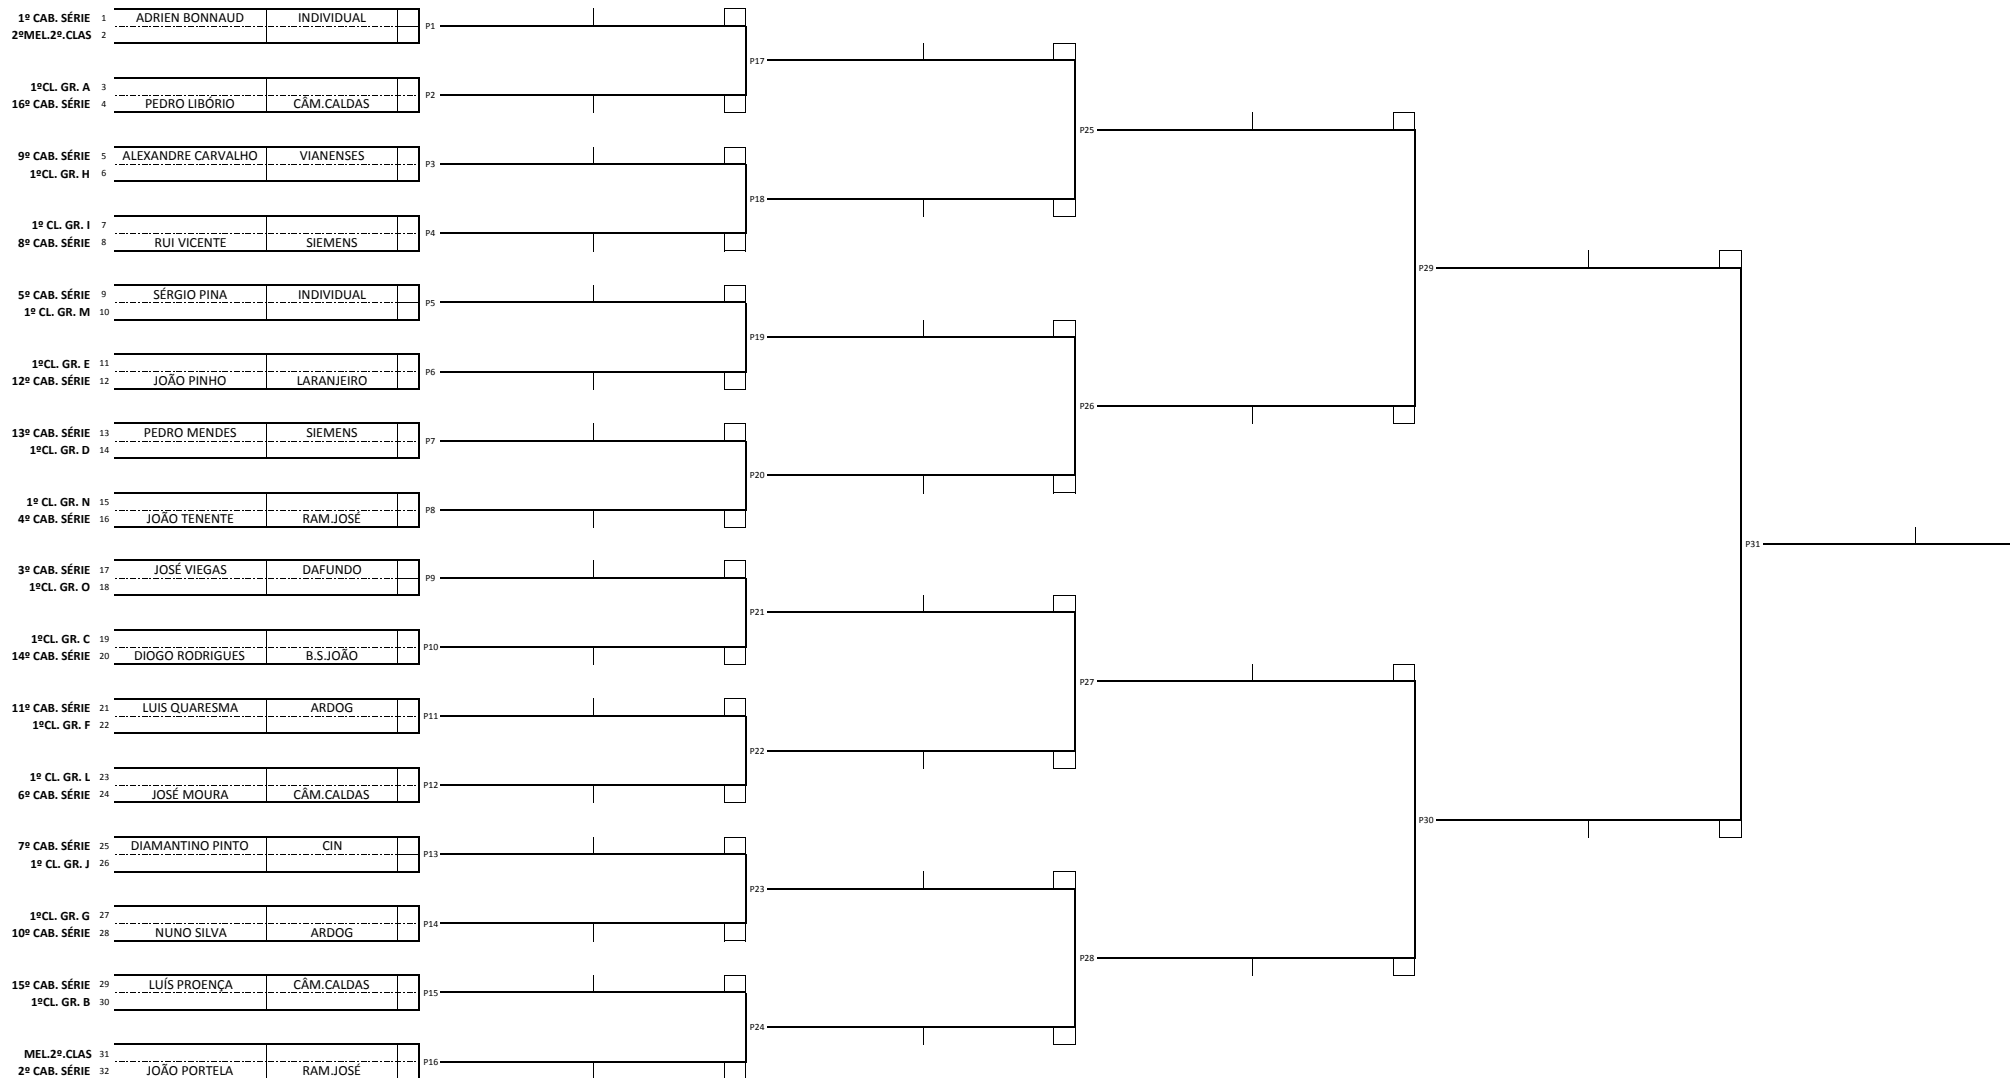 1º CAB. SÉRIE 1 ADRIEN BONNAUD INDIVIDUAL
P1
2ºMEL.2º.CLAS 2
P17
1ºCL. GR. A 3
P2
16º CAB. SÉRIE 4 PEDRO LIBÓRIO CÂM.CALDAS
P25
9º CAB. SÉRIE 5 ALEXANDRE CARVALHO VIANENSES
P3
1ºCL. GR. H 6
P18
1º CL. GR. I 7
P4
8º CAB. SÉRIE 8 RUI VICENTE SIEMENS
P29
5º CAB. SÉRIE 9 SÉRGIO PINA INDIVIDUAL
P5
1º CL. GR. M 10
P19
1ºCL. GR. E 11
P6
12º CAB. SÉRIE 12 JOÃO PINHO LARANJEIRO
P26
13º CAB. SÉRIE 13 PEDRO MENDES SIEMENS
P7
1ºCL. GR. D 14
P20
1º CL. GR. N 15
P8
4º CAB. SÉRIE 16 JOÃO TENENTE RAM.JOSÉ
P31
3º CAB. SÉRIE 17 JOSÉ VIEGAS DAFUNDO
P9
1ºCL. GR. O 18
P21
1ºCL. GR. C 19
P10
14º CAB. SÉRIE 20 DIOGO RODRIGUES B.S.JOÃO
P27
11º CAB. SÉRIE 21 LUIS QUARESMA ARDOG
P11
1ºCL. GR. F 22
P22
1º CL. GR. L 23
P12
6º CAB. SÉRIE 24 JOSÉ MOURA CÂM.CALDAS
P30
7º CAB. SÉRIE 25 DIAMANTINO PINTO CIN
P13
1º CL. GR. J 26
P23
1ºCL. GR. G 27
P14
10º CAB. SÉRIE 28 NUNO SILVA ARDOG
P28
15º CAB. SÉRIE 29 LUÍS PROENÇA CÂM.CALDAS
P15
1ºCL. GR. B 30
P24
MEL.2º.CLAS 31
P16
2º CAB. SÉRIE 32 JOÃO PORTELA RAM.JOSÉ